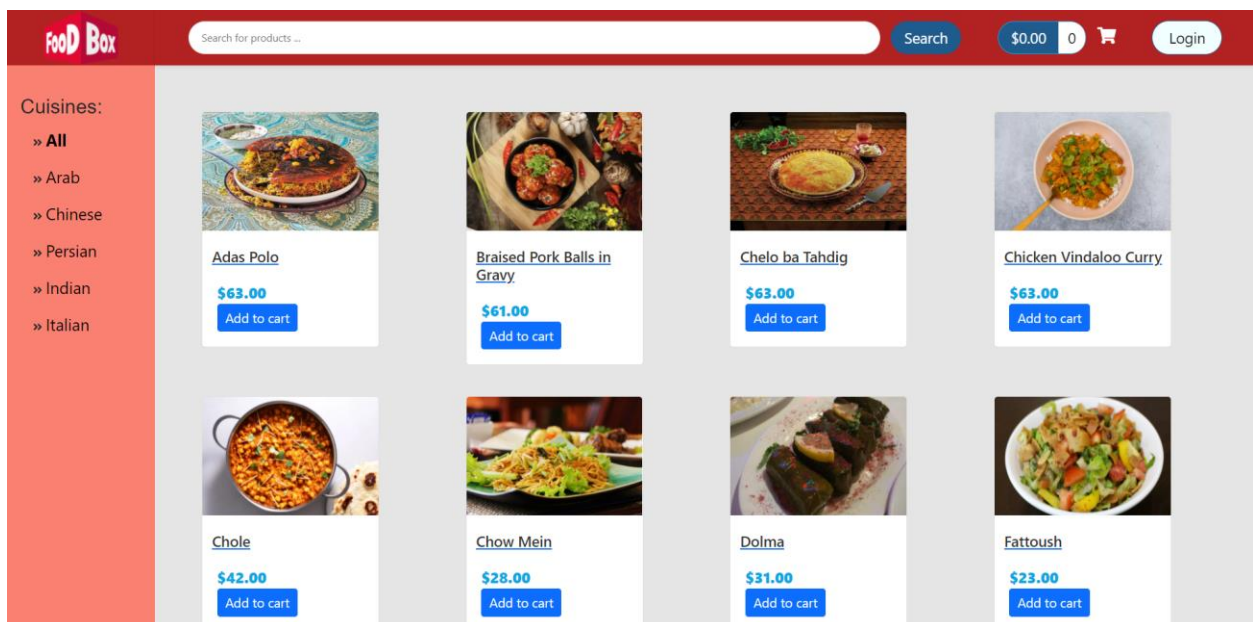 FooD Box
Search for products ...
Search
$0.00 0
Login
Cuisines:
» All
» Arab
» Chinese
» Persian
» Indian
» Italian
Adas Polo
$63.00
Add to cart
Braised Pork Balls in
Gravy
$61.00
Add to cart
Chelo ba Tahdig
$63.00
Add to cart
Chicken Vindaloo Curry
$63.00
Add to cart
Chole
$42.00
Add to cart
Chow Mein
$28.00
Add to cart
Dolma
$31.00
Add to cart
Fattoush
$23.00
Add to cart